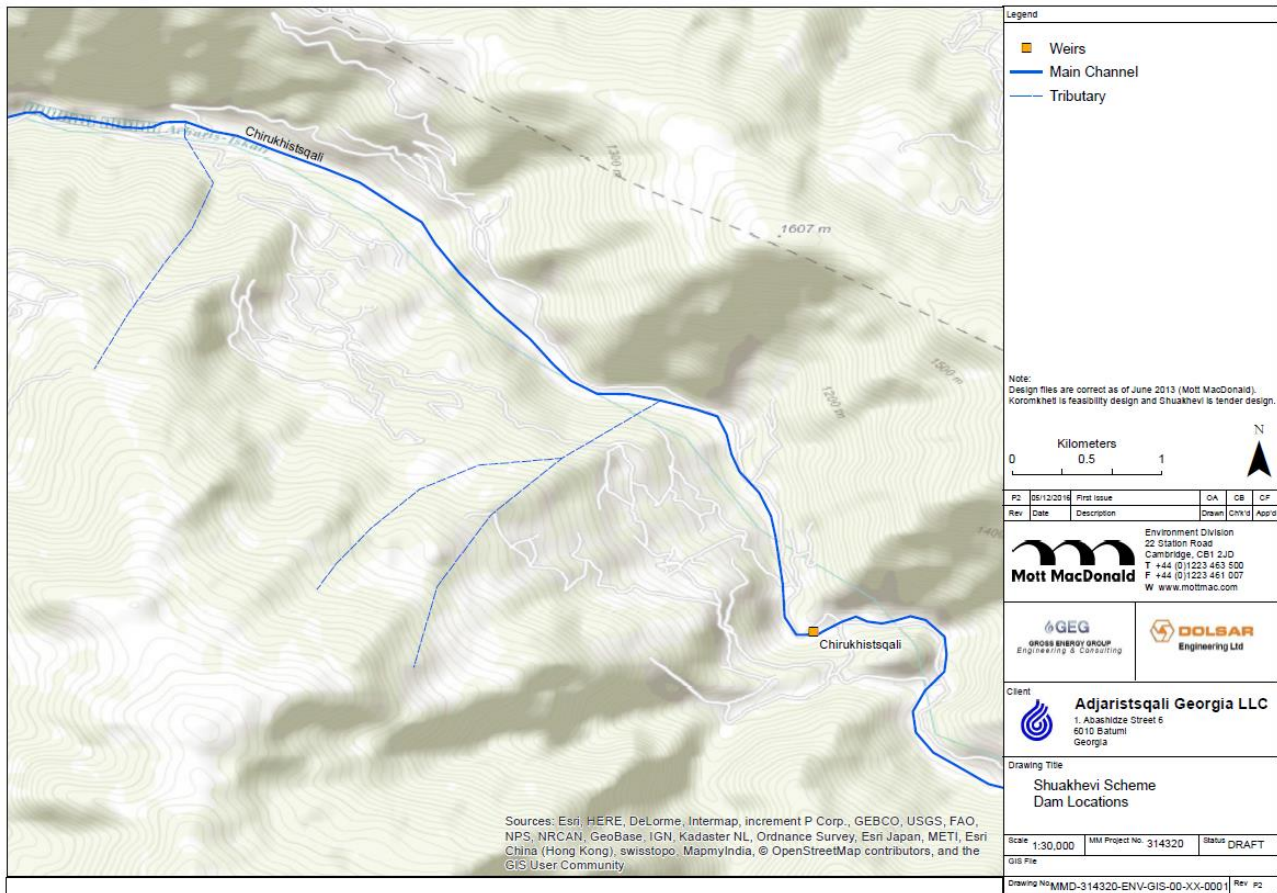 Chirukhistsqali
1300 m
1607 m
1500 m
1200 m
Chirukhistsqali
Sources: Esri, HERE, DeLorme, Intermap, increment P Corp., GEBCO, USGS, FAO,
NPS, NRCAN, GeoBase, IGN, Kadaster NL, Ordnance Survey, Esri Japan, METI, Esri
China (Hong Kong), swisstopo, MapmyIndia, © OpenStreetMap contributors, and the
GIS User Community
Legend
Weirs
Main Channel
Tributary
Note:
Design files are correct as of June 2013 (Mott MacDonald).
Koromkheti is feasibility design and Shuakhevi is tender design.
N
Kilometers
0 0.5 1
P2 05/12/2016 First Issue OA CB CF
Rev Date Description Drawn Ch'k'd App'd
Mott MacDonald
Environment Division
22 Station Road
Cambridge, CB1 2JD
T +44 (0)1223 463 500
F +44 (0)1223 461 007
W www.mottmac.com
GEG
GROSS ENERGY GROUP
Engineering & Consulting
DOLSAR
Engineering Ltd
Client
Adjaristsqali Georgia LLC
1. Abashidze Street 6
6010 Batumi
Georgia
Drawing Title
Shuakhevi Scheme
Dam Locations
Scale 1:30,000 MM Project No. 314320 Status DRAFT
GIS File
Drawing No MMD-314320-ENV-GIS-00-XX-0001 Rev P2